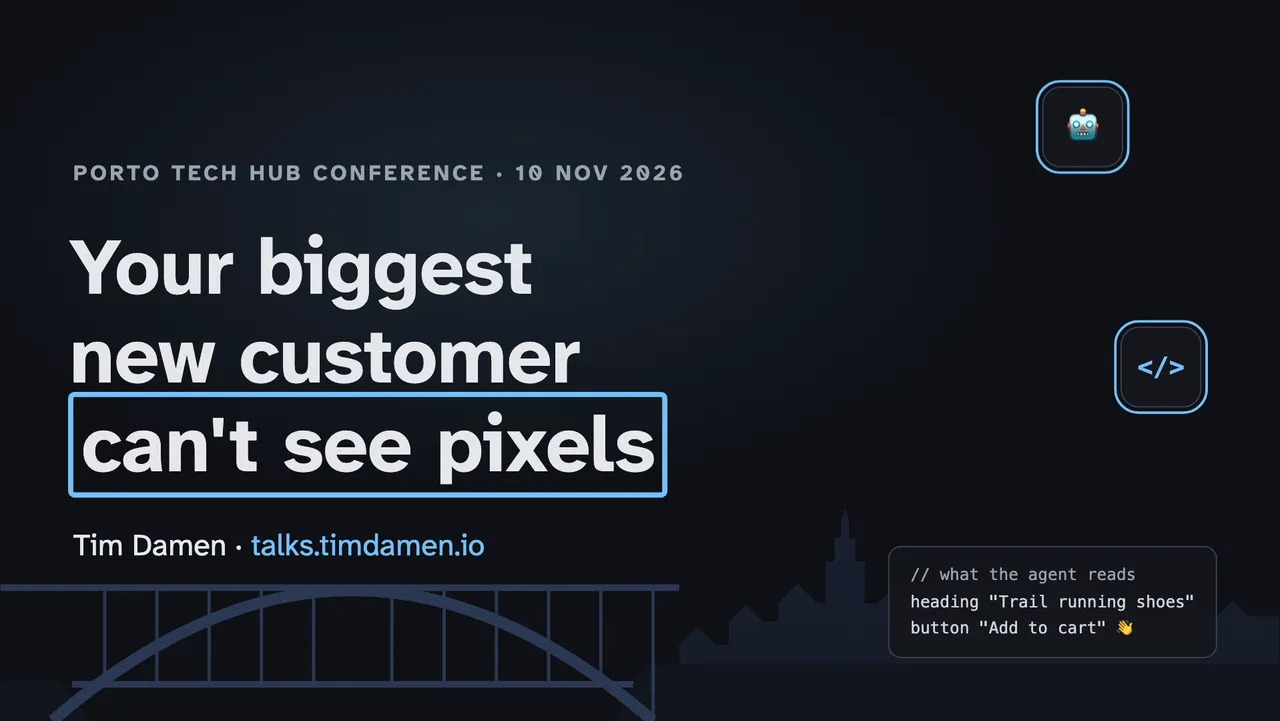 PORTO TECH HUB CONFERENCE · 10 NOV 2026
Your biggest
new customer
can't see pixels
Tim Damen · talks.timdamen.io
</>
// what the agent reads
heading "Trail running shoes"
button "Add to cart" 👋